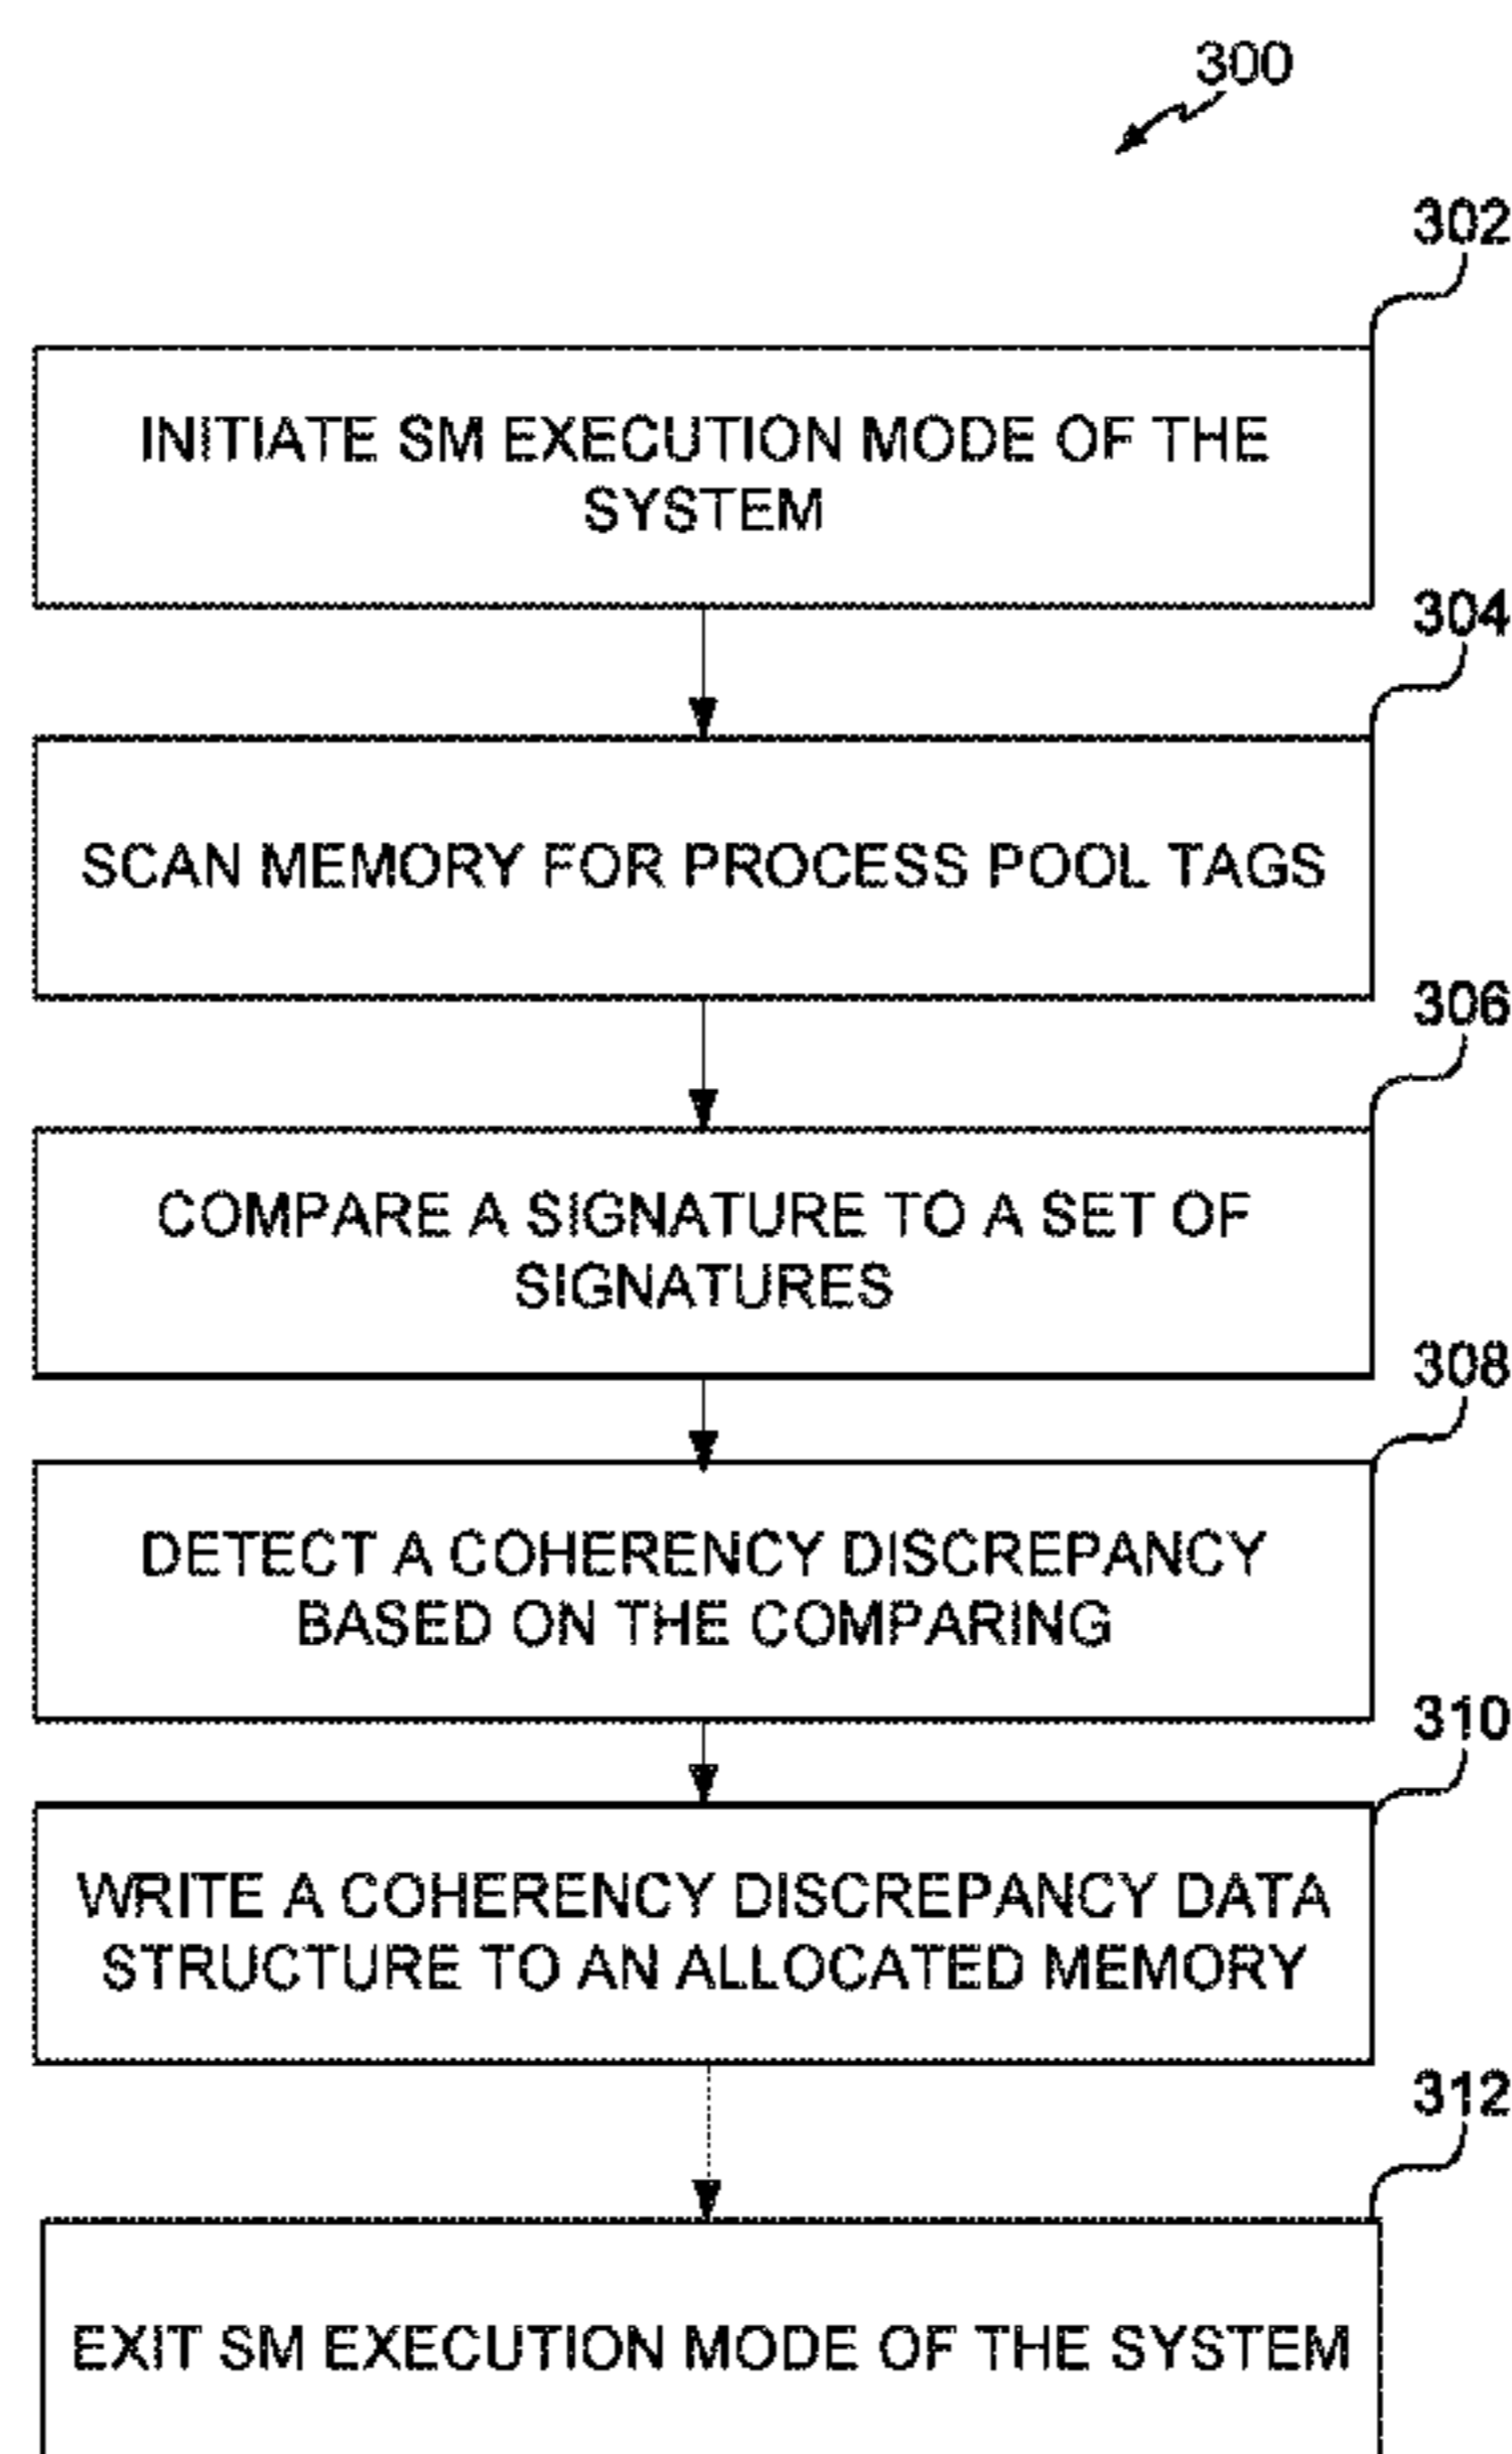 300
302
INITIATE SM EXECUTION MODE OF THE
SYSTEM
304
SCAN MEMORY FOR PROCESS POOL TAGS
306
COMPARE A SIGNATURE TO A SET OF
SIGNATURES
308
DETECT A COHERENCY DISCREPANCY
BASED ON THE COMPARING
310
WRITE A COHERENCY DISCREPANCY DATA
STRUCTURE TO AN ALLOCATED MEMORY
312
EXIT SM EXECUTION MODE OF THE SYSTEM